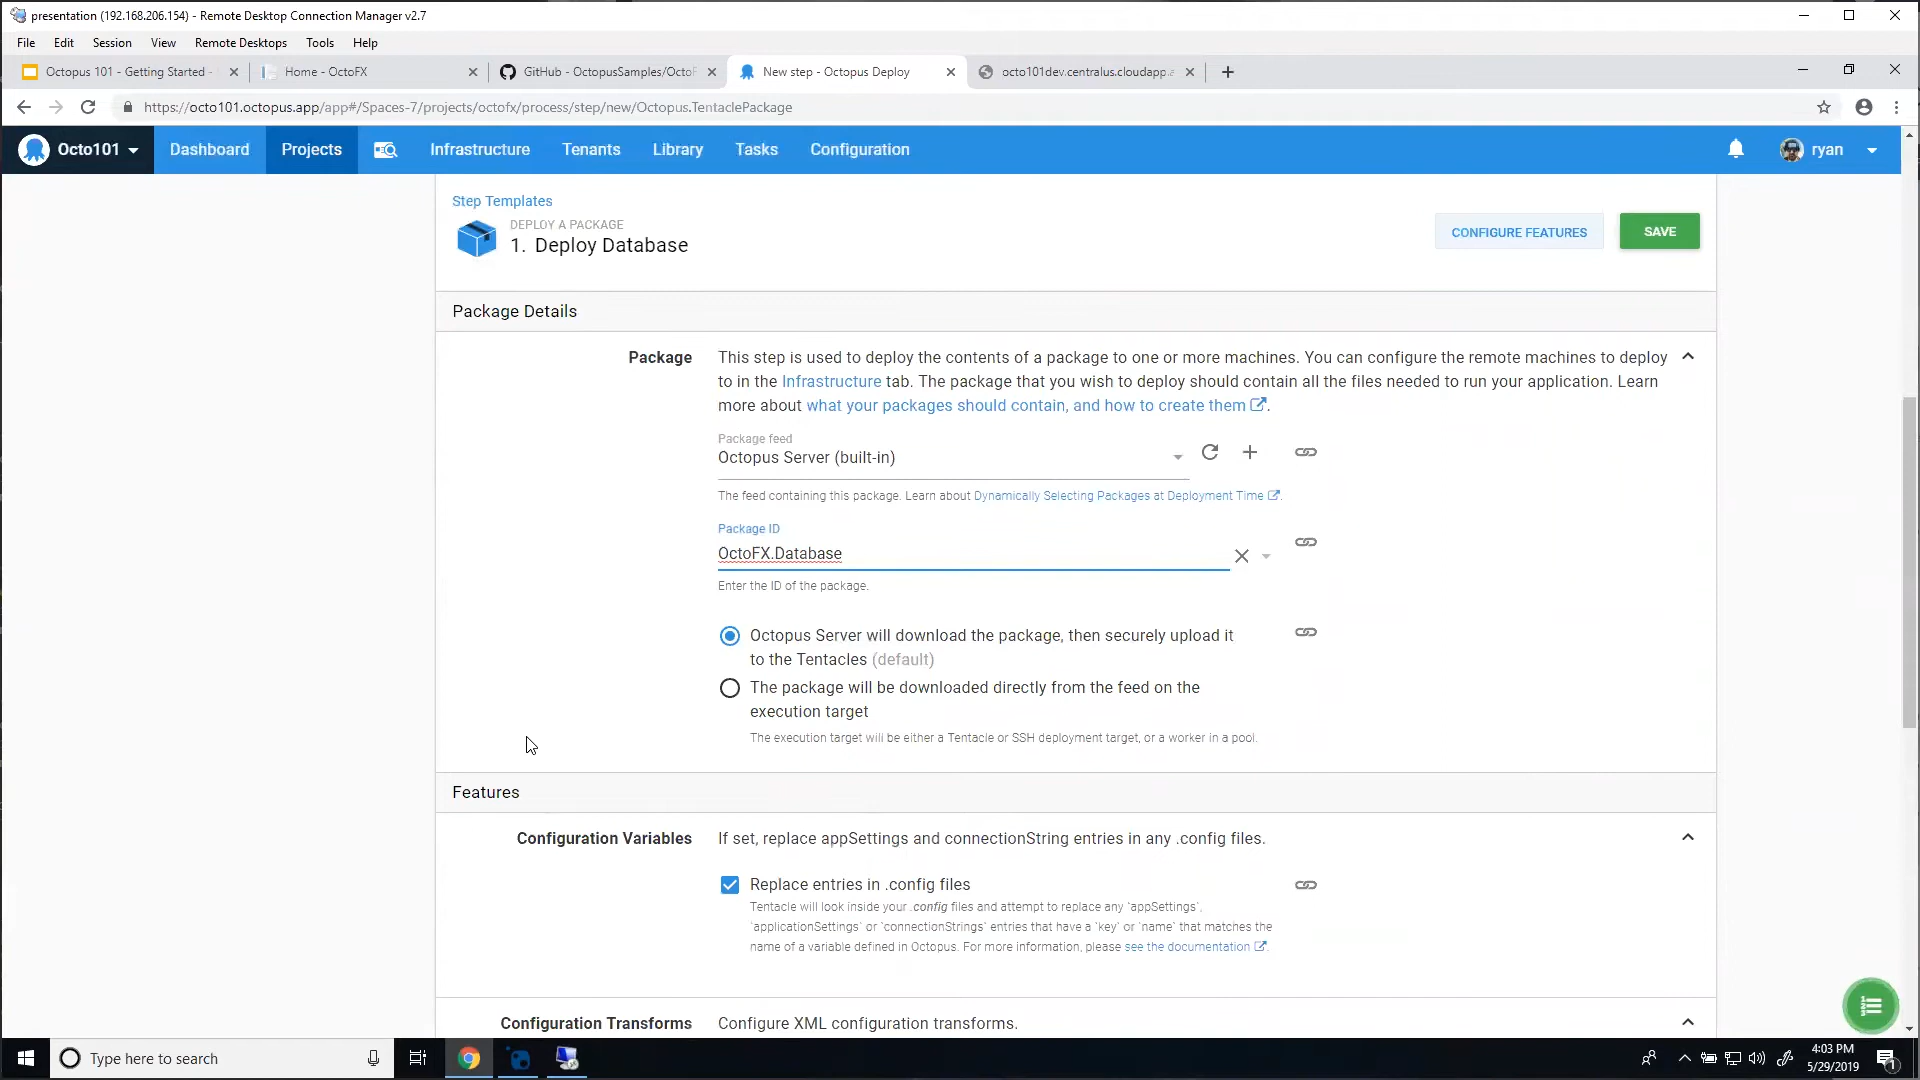 presentation (192.168.206.154) - Remote Desktop Connection Manager v2.7
File Edit Session View Remote Desktops Tools Help
Octopus 101 - Getting Started -
Home - OctoFX
GitHub - OctopusSamples/OctoF
New step - Octopus Deploy
octo101dev.centralus.cloudapp.a
https://octo101.octopus.app/app#/Spaces-7/projects/octofx/process/step/new/Octopus.TentaclePackage
Octo101 Dashboard Projects Infrastructure Tenants Library Tasks Configuration ryan
Step Templates
DEPLOY A PACKAGE
1. Deploy Database
CONFIGURE FEATURES
SAVE
Package Details
Package
This step is used to deploy the contents of a package to one or more machines. You can configure the remote machines to deploy
to in the Infrastructure tab. The package that you wish to deploy should contain all the files needed to run your application. Learn
more about what your packages should contain, and how to create them.
Package feed
Octopus Server (built-in)
The feed containing this package. Learn about Dynamically Selecting Packages at Deployment Time.
Package ID
OctoFX.Database
Enter the ID of the package.
Octopus Server will download the package, then securely upload it
to the Tentacles (default)
The package will be downloaded directly from the feed on the
execution target
The execution target will be either a Tentacle or SSH deployment target, or a worker in a pool.
Features
Configuration Variables
If set, replace appSettings and connectionString entries in any .config files.
Replace entries in .config files
Tentacle will look inside your .config files and attempt to replace any `appSettings`,
`applicationSettings` or `connectionStrings` entries that have a `key` or `name` that matches the
name of a variable defined in Octopus. For more information, please see the documentation.
Configuration Transforms
Configure XML configuration transforms.
Type here to search
4:03 PM
5/29/2019
1